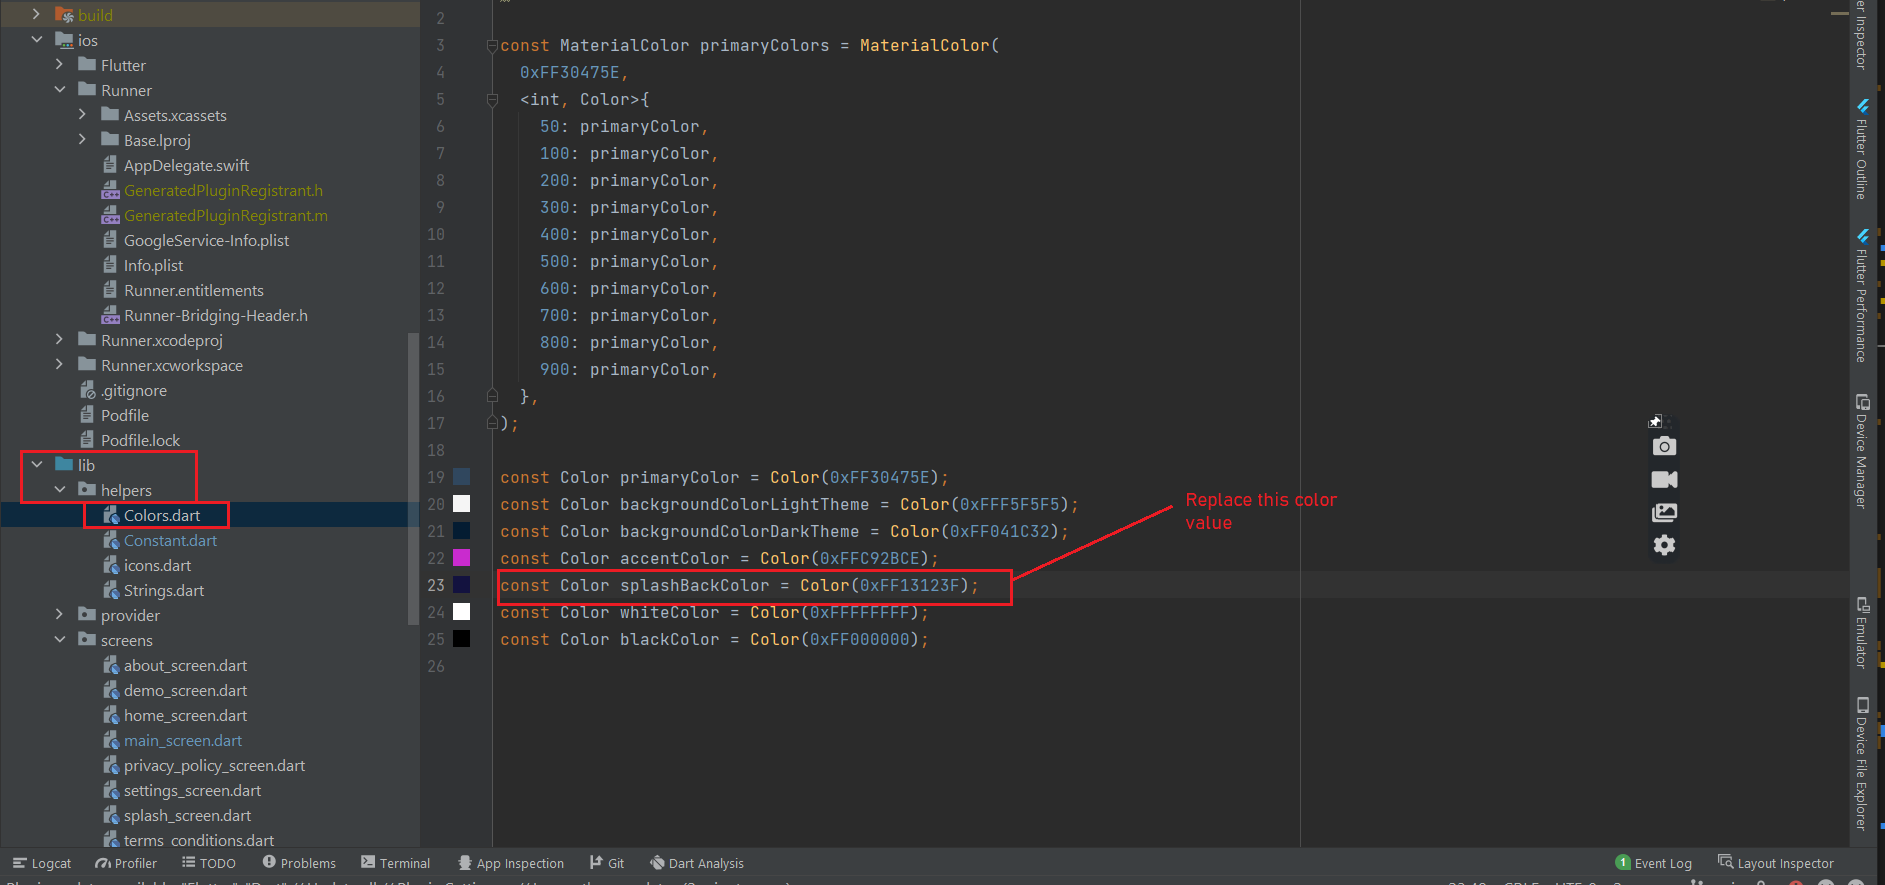 build
ios
Flutter
Runner
Assets.xcassets
Base.lproj
AppDelegate.swift
GeneratedPluginRegistrant.h
GeneratedPluginRegistrant.m
GoogleService-Info.plist
Info.plist
Runner.entitlements
Runner-Bridging-Header.h
Runner.xcodeproj
Runner.xcworkspace
.gitignore
Podfile
Podfile.lock
lib
helpers
Colors.dart
Constant.dart
icons.dart
Strings.dart
provider
screens
about_screen.dart
demo_screen.dart
home_screen.dart
main_screen.dart
privacy_policy_screen.dart
settings_screen.dart
splash_screen.dart
terms_conditions.dart
2
3 const MaterialColor primaryColors = MaterialColor(
4 0xFF30475E,
5 <int, Color>{
6 50: primaryColor,
7 100: primaryColor,
8 200: primaryColor,
9 300: primaryColor,
10 400: primaryColor,
11 500: primaryColor,
12 600: primaryColor,
13 700: primaryColor,
14 800: primaryColor,
15 900: primaryColor,
16 },
17 );
18
19 const Color primaryColor = Color(0xFF30475E);
20 const Color backgroundColorLightTheme = Color(0xFFF5F5F5);
21 const Color backgroundColorDarkTheme = Color(0xFF041C32);
22 const Color accentColor = Color(0xFFC92BCE);
23 const Color splashBackColor = Color(0xFF13123F);
24 const Color whiteColor = Color(0xFFFFFFFF);
25 const Color blackColor = Color(0xFF000000);
26
Replace this color
value
Inspector
Flutter Outline
Flutter Performance
Device Manager
Emulator
Device File Explorer
Logcat Profiler TODO Problems Terminal App Inspection Git Dart Analysis 1 Event Log Layout Inspector